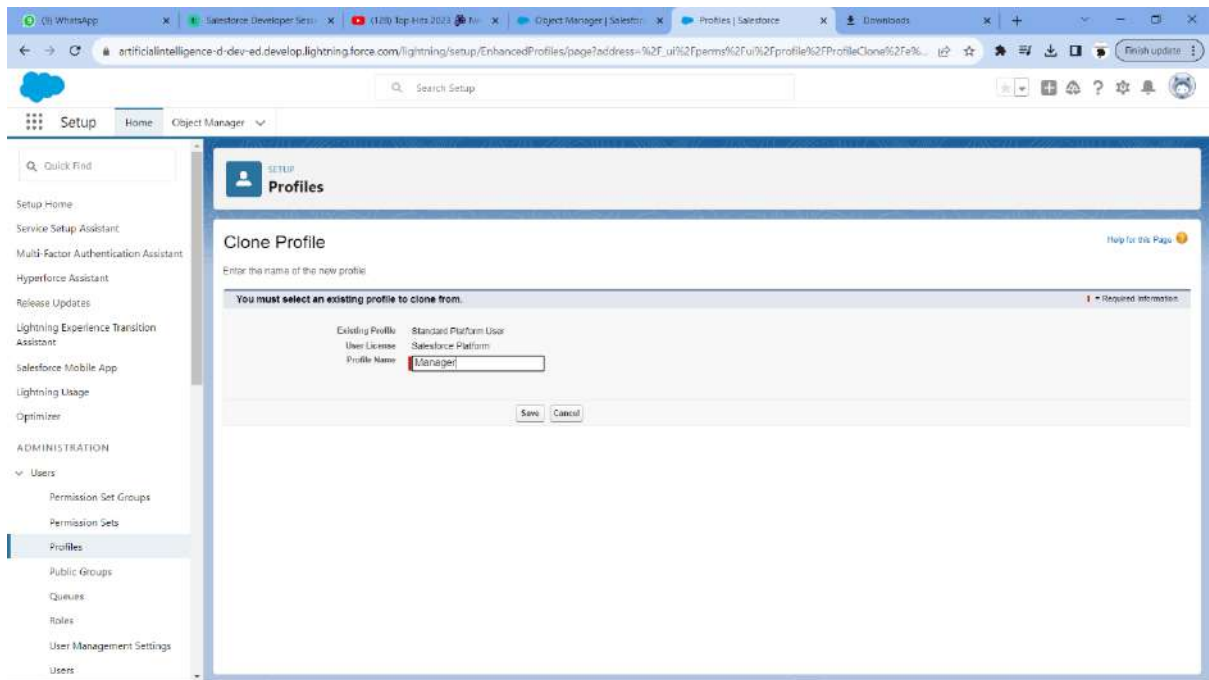 (9) WhatsApp
Salesforce Developer Sessi
(128) Top Hits 2023
Object Manager | Salesforc
Profiles | Salesforce
Downloads
artificialintelligence-d-dev-ed.develop.lightning.force.com/lightning/setup/EnhancedProfiles/page?address=%2F_ui%2Fperms%2Fui%2Fprofile%2FProfileClone%2Fe%...
Finish update
Search Setup
Setup
Home
Object Manager
Quick Find
Setup Home
Service Setup Assistant
Multi-Factor Authentication Assistant
Hyperforce Assistant
Release Updates
Lightning Experience Transition
Assistant
Salesforce Mobile App
Lightning Usage
Optimizer
ADMINISTRATION
Users
Permission Set Groups
Permission Sets
Profiles
Public Groups
Queues
Roles
User Management Settings
Users
SETUP
Profiles
Clone Profile
Help for this Page
Enter the name of the new profile
You must select an existing profile to clone from.
= Required Information
Existing Profile Standard Platform User
User License Salesforce Platform
Profile Name Manager
Save Cancel